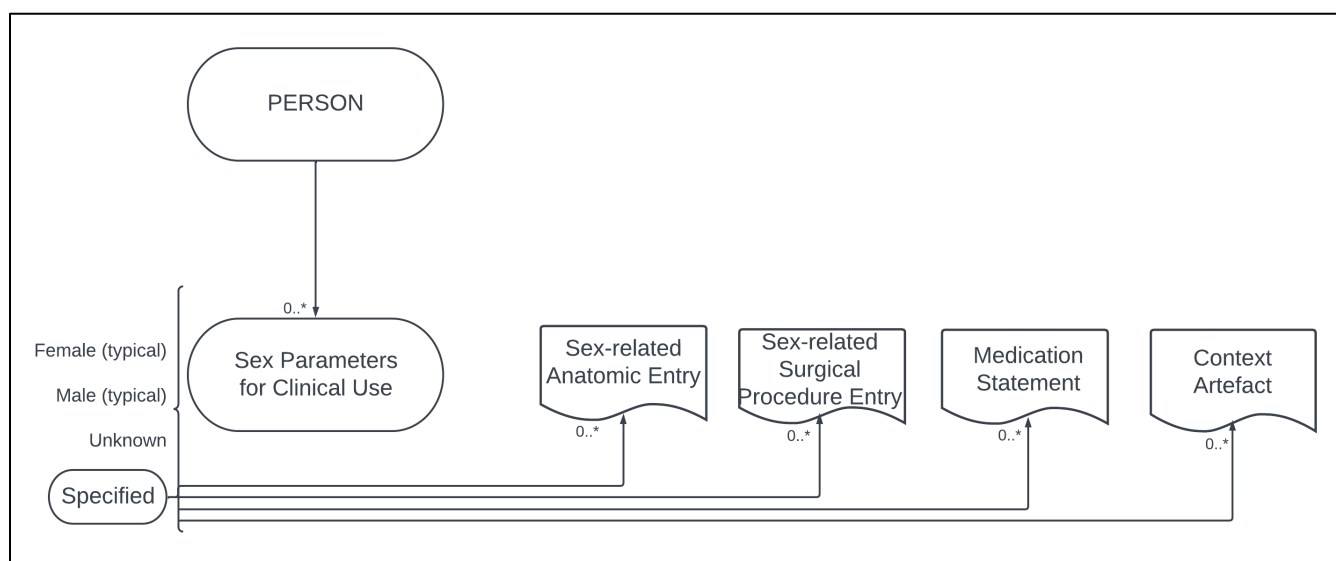 PERSON
0..*
Female (typical)
Male (typical)
Unknown
Specified
Sex Parameters
for Clinical Use
Sex-related
Anatomic Entry
0..*
Sex-related
Surgical
Procedure Entry
0..*
Medication
Statement
0..*
Context
Artefact
0..*